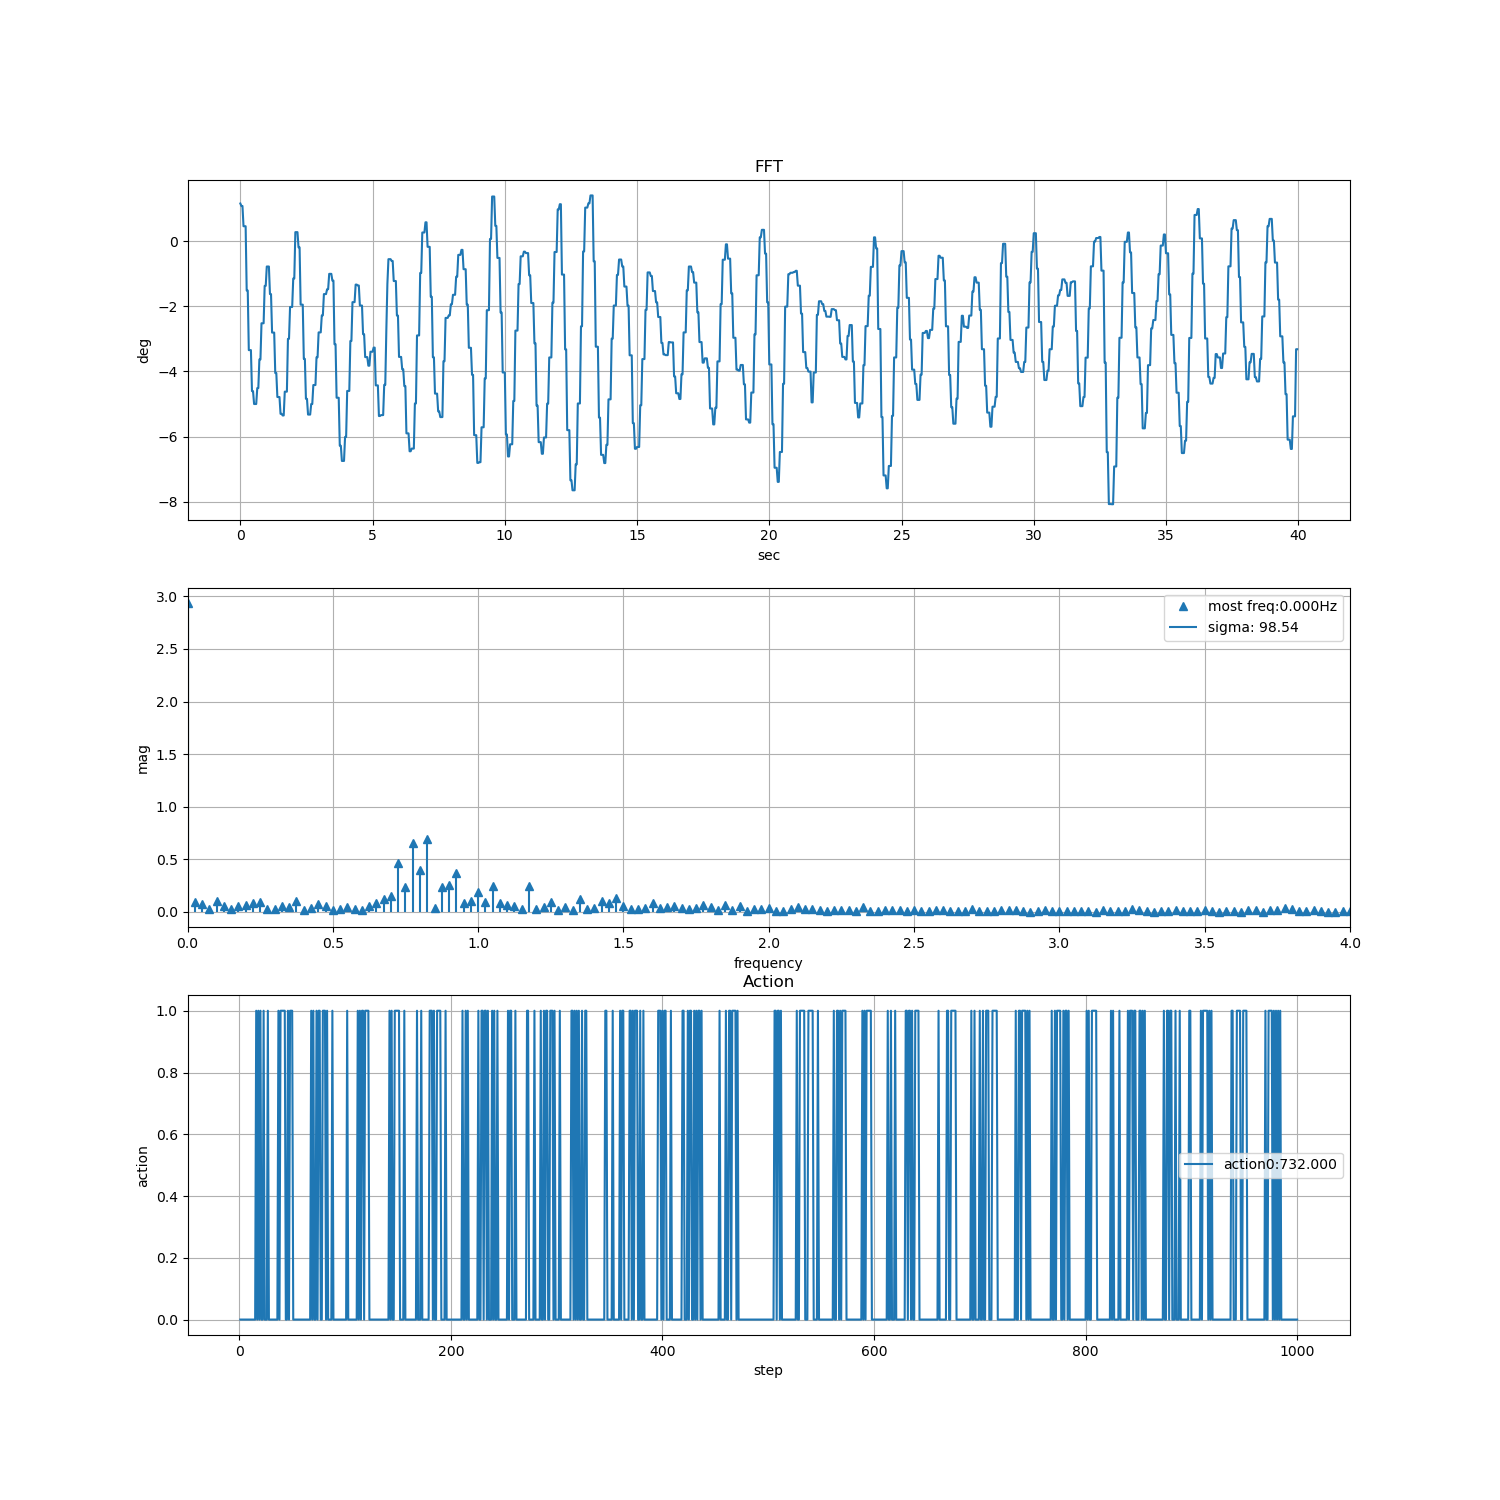 FFT
0
−2
−4
−6
−8
deg
0 5 10 15 20 25 30 35 40
sec
3.0
2.5
2.0
1.5
1.0
0.5
0.0
mag
most freq:0.000Hz
sigma: 98.54
0.0 0.5 1.0 1.5 2.0 2.5 3.0 3.5 4.0
frequency
Action
1.0
0.8
0.6
0.4
0.2
0.0
action
action0:732.000
0 200 400 600 800 1000
step